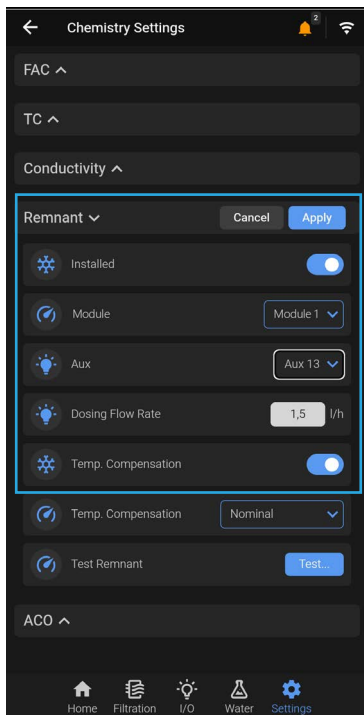 Chemistry Settings
2
FAC
TC
Conductivity
Remnant Cancel Apply
Installed
Module Module 1
Aux Aux 13
Dosing Flow Rate 1,5 l/h
Temp. Compensation
Temp. Compensation Nominal
Test Remnant Test...
ACO
Home Filtration I/O Water Settings